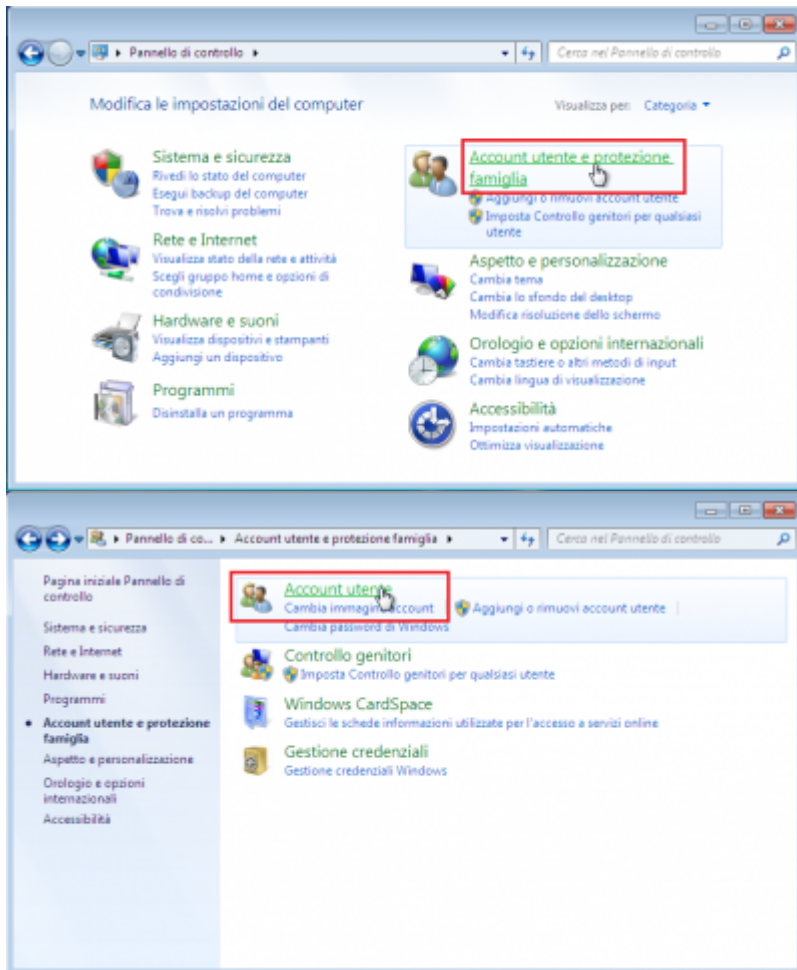 Pannello di controllo
Cerca nel Pannello di controllo
Modifica le impostazioni del computer
Visualizza per: Categoria
Sistema e sicurezza
Rivedi lo stato del computer
Esegui backup del computer
Trova e risolvi problemi
Rete e Internet
Visualizza stato della rete e attività
Scegli gruppo home e opzioni di
condivisione
Hardware e suoni
Visualizza dispositivi e stampanti
Aggiungi un dispositivo
Programmi
Disinstalla un programma
Account utente e protezione
famiglia
Aggiungi o rimuovi account utente
Imposta Controllo genitori per qualsiasi
utente
Aspetto e personalizzazione
Cambia tema
Cambia lo sfondo del desktop
Modifica risoluzione dello schermo
Orologio e opzioni internazionali
Cambia tastiere o altri metodi di input
Cambia lingua di visualizzazione
Accessibilità
Impostazioni automatiche
Ottimizza visualizzazione
Pannello di co... Account utente e protezione famiglia
Cerca nel Pannello di controllo
Pagina iniziale Pannello di
controllo
Sistema e sicurezza
Rete e Internet
Hardware e suoni
Programmi
Account utente e protezione
famiglia
Aspetto e personalizzazione
Orologio e opzioni
internazionali
Accessibilità
Account utente
Cambia immagine account Aggiungi o rimuovi account utente
Cambia password di Windows
Controllo genitori
Imposta Controllo genitori per qualsiasi utente
Windows CardSpace
Gestisci le schede informazioni utilizzate per l'accesso a servizi online
Gestione credenziali
Gestione credenziali Windows